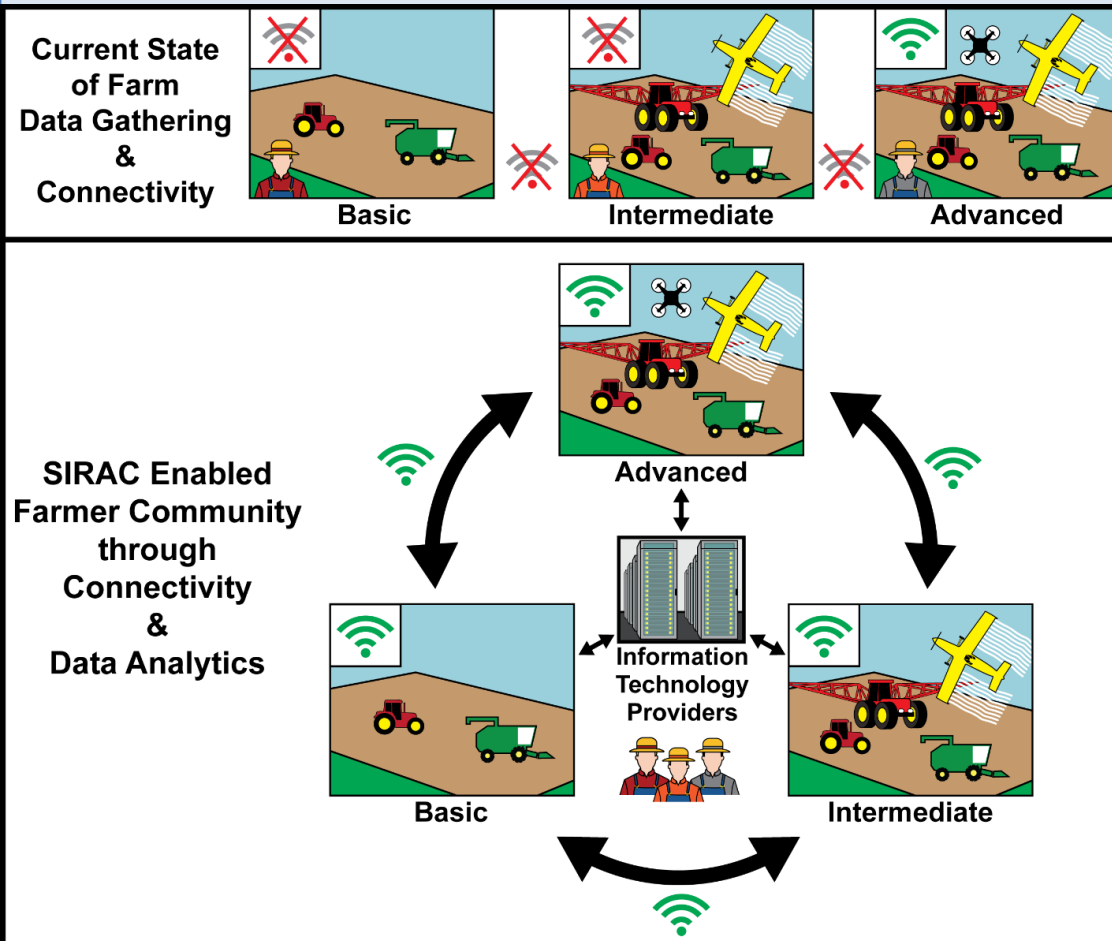 Current State
of Farm
Data Gathering
&
Connectivity
Basic
Intermediate
Advanced
SIRAC Enabled
Farmer Community
through
Connectivity
&
Data Analytics
Advanced
Information
Technology
Providers
Basic
Intermediate